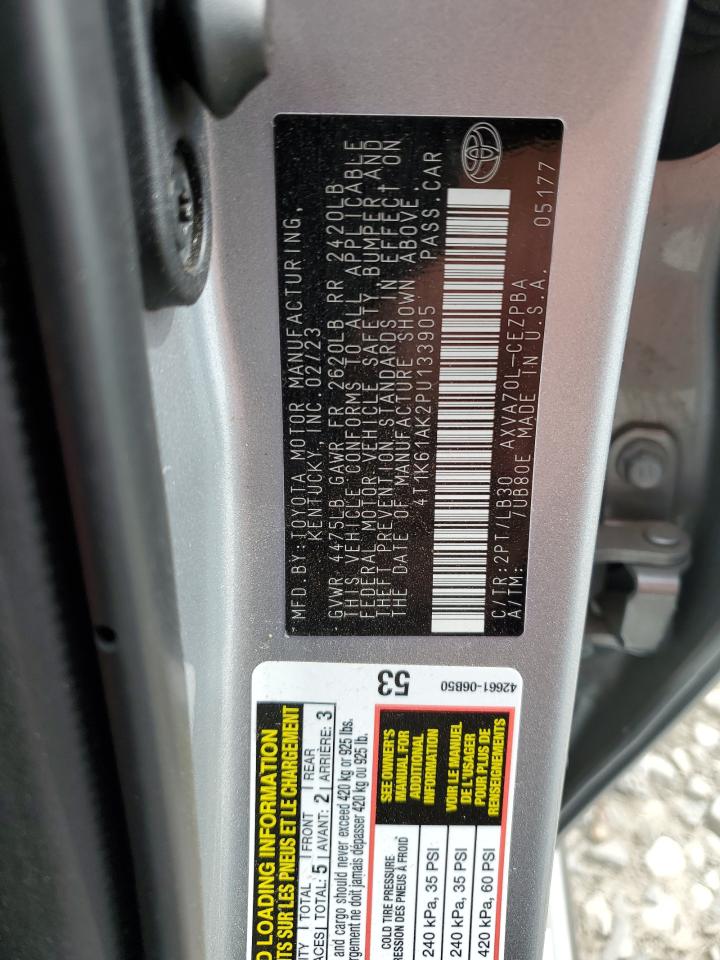 MFD.BY:TOYOTA MOTOR MANUFACTURING,
KENTUCKY, INC.02/23
GVWR 4475LB GAWR FR 2620LB RR 2420LB
THIS VEHICLE CONFORMS TO ALL APPLICABLE
FEDERAL MOTOR VEHICLE SAFETY, BUMPER AND
THEFT PREVENTION STANDARDS IN EFFECT ON
THE DATE OF MANUFACTURE SHOWN ABOVE.
4T1K61AK2PU133905 PASS.CAR
C/TR:2PT/LB30 AXVA70L-CEZPBA
A/TM: 7UB80E MADE IN U.S.A. 05177
LOADING INFORMATION
SUR LES PNEUS ET LE CHARGEMENT
TOTAL FRONT REAR
TOTAL: 5 AVANT: 2 ARRIÈRE: 3
and cargo should never exceed 420 kg or 925 lbs.
ne doit jamais dépasser 420 kg ou 925 lb.
COLD TIRE PRESSURE
DES PNEUS À FROID
240 kPa, 35 PSI
240 kPa, 35 PSI
420 kPa, 60 PSI
53
42661-06B50
SEE OWNER'S
MANUAL FOR
ADDITIONAL
INFORMATION
VOIR LE MANUEL
DE L'USAGER
POUR PLUS DE
RENSEIGNEMENTS